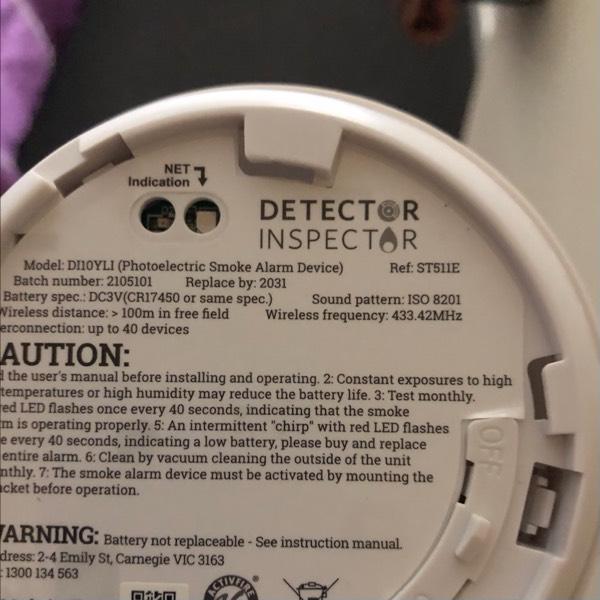 NET
Indication
DETECTOR
INSPECTOR
Model: DI10YLI (Photoelectric Smoke Alarm Device) Ref: ST511E
Batch number: 2105101 Replace by: 2031
Battery spec.: DC3V(CR17450 or same spec.) Sound pattern: ISO 8201
Wireless distance: > 100m in free field Wireless frequency: 433.42MHz
erconnection: up to 40 devices
AUTION:
d the user's manual before installing and operating. 2: Constant exposures to high
temperatures or high humidity may reduce the battery life. 3: Test monthly.
red LED flashes once every 40 seconds, indicating that the smoke
rm is operating properly. 5: An intermittent "chirp" with red LED flashes
e every 40 seconds, indicating a low battery, please buy and replace
entire alarm. 6: Clean by vacuum cleaning the outside of the unit
nthly. 7: The smoke alarm device must be activated by mounting the
cket before operation.
OFF
WARNING: Battery not replaceable - See instruction manual.
dress: 2-4 Emily St, Carnegie VIC 3163
: 1300 134 563
ACTIVFIRE